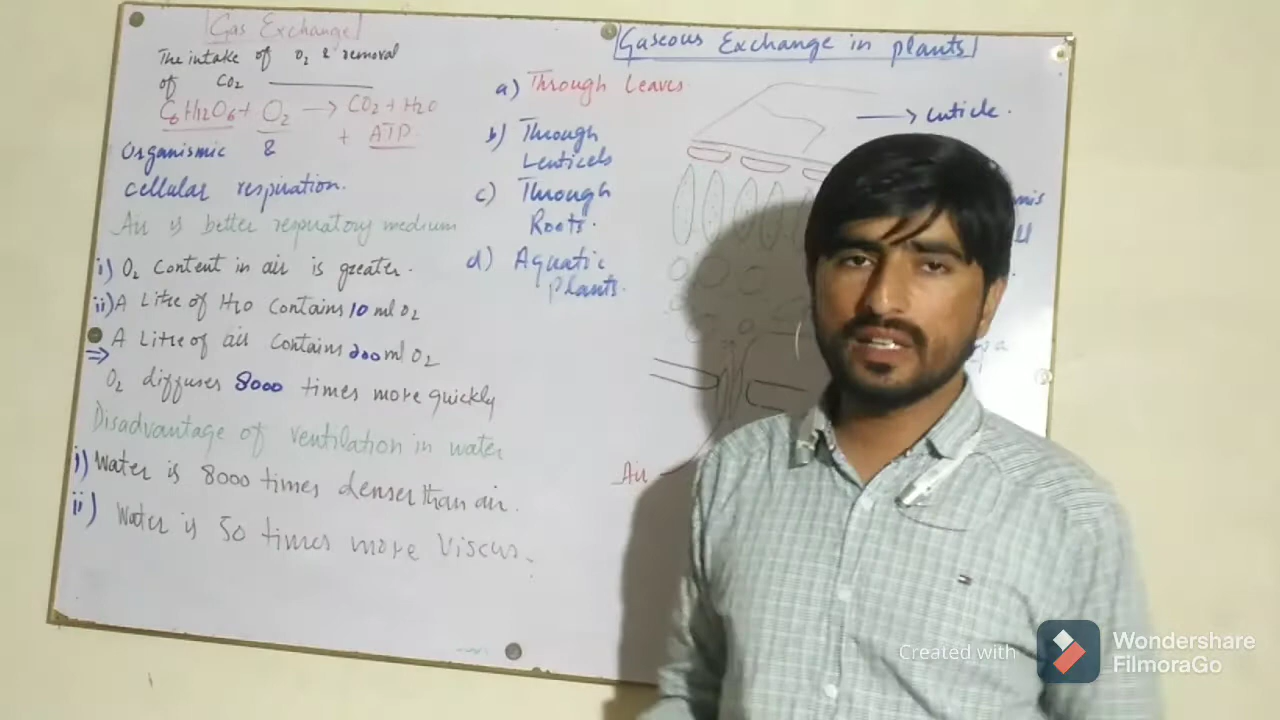 Gas Exchange
The intake of O₂ & removal
of CO₂
C₆H₁₂O₆ + O₂ → CO₂ + H₂O
+ ATP
Organismic &
cellular respiration.
Air is better respiratory medium
i) O₂ Content in air is greater.
ii) A Litre of H₂O Contains 10 ml O₂
A Litre of air Contains 200 ml O₂
⇒ O₂ diffuses 8000 times more quickly
Disadvantage of ventilation in water
i) Water is 8000 times denser than air.
ii) Water is 50 times more Viscus.
Gaseous Exchange in plants
a) Through Leaves
b) Through
Lenticels
c) Through
Roots.
d) Aquatic
plants.
→ Cuticle.
mis
ll
Air
Created with
Wondershare
FilmoraGo